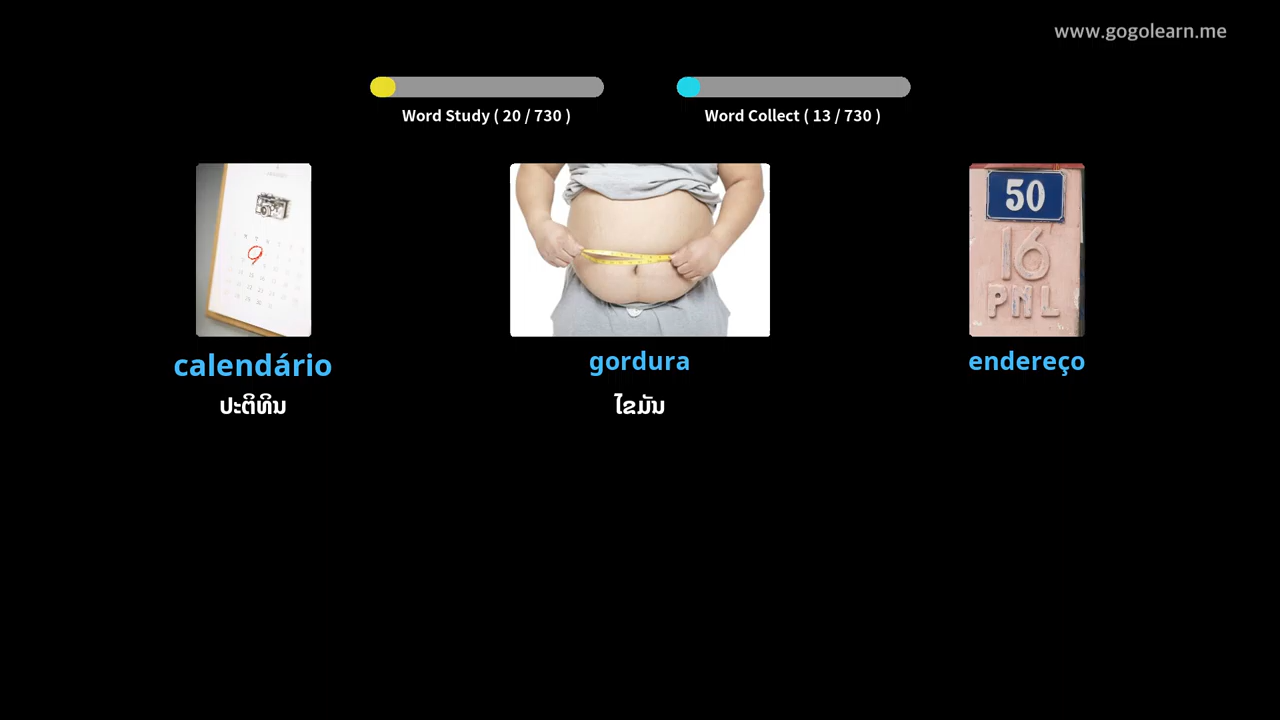 www.gogolearn.me
Word Study ( 20 / 730 )
Word Collect ( 13 / 730 )
50
16
PNL
calendário
gordura
endereço
ປະຕິທິນ
ໄຂມັນ